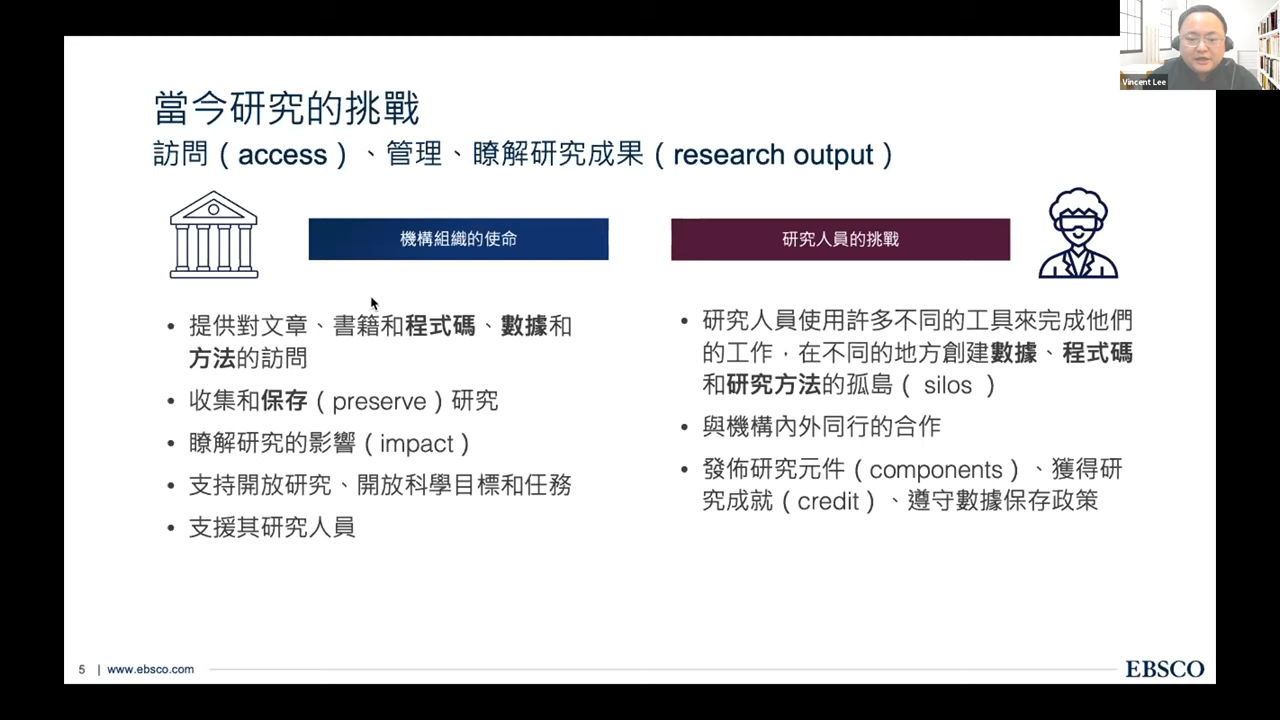 Vincent Lee
當今研究的挑戰
訪問（access）、管理、瞭解研究成果（research output）
機構組織的使命
• 提供對文章、書籍和程式碼、數據和
方法的訪問
• 收集和保存（preserve）研究
• 瞭解研究的影響（impact）
• 支持開放研究、開放科學目標和任務
• 支援其研究人員
研究人員的挑戰
• 研究人員使用許多不同的工具來完成他們
的工作，在不同的地方創建數據、程式碼
和研究方法的孤島（ silos ）
• 與機構內外同行的合作
• 發佈研究元件（components）、獲得研
究成就（credit）、遵守數據保存政策
5 | www.ebsco.com
EBSCO